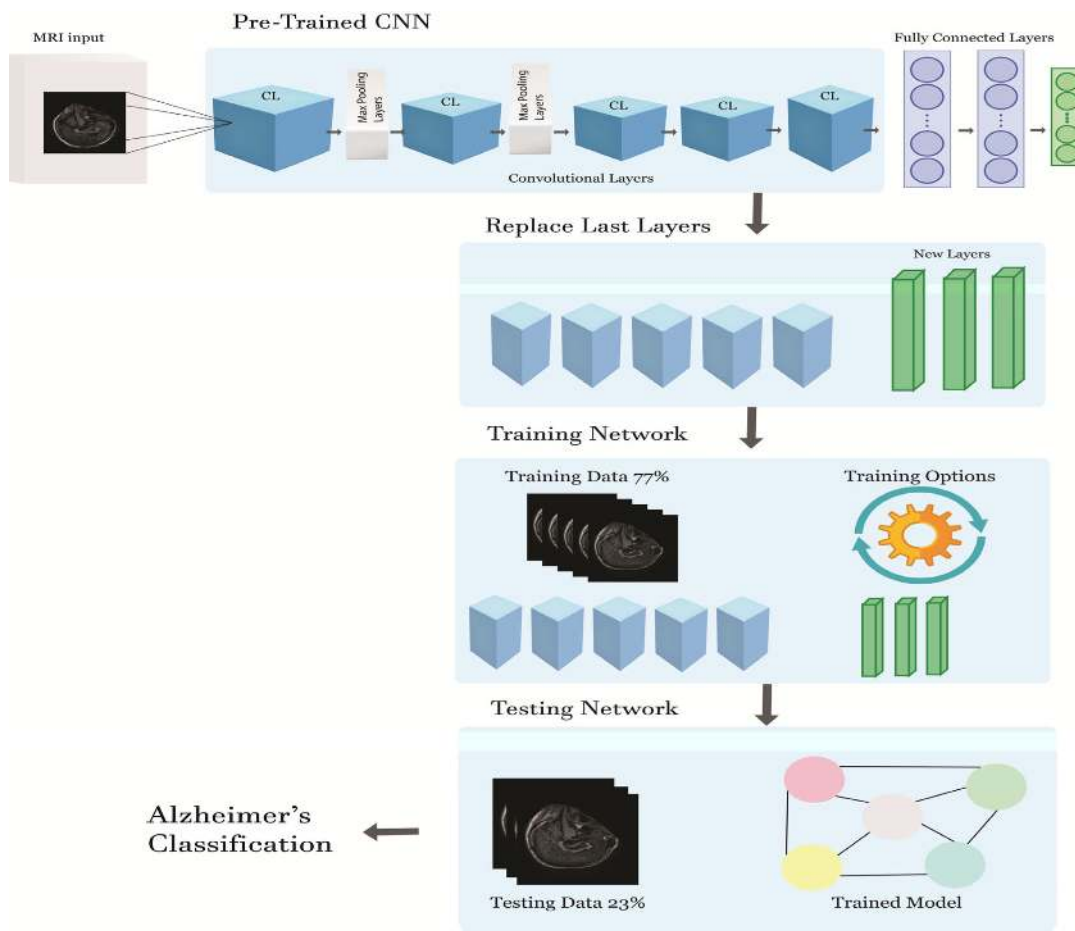 Pre-Trained CNN
MRI input
Fully Connected Layers
CL
Max Pooling
Layers
CL
Max Pooling
Layers
CL
CL
CL
Convolutional Layers
Replace Last Layers
New Layers
Training Network
Training Data 77%
Training Options
Testing Network
Alzheimer's
Classification
Testing Data 23%
Trained Model